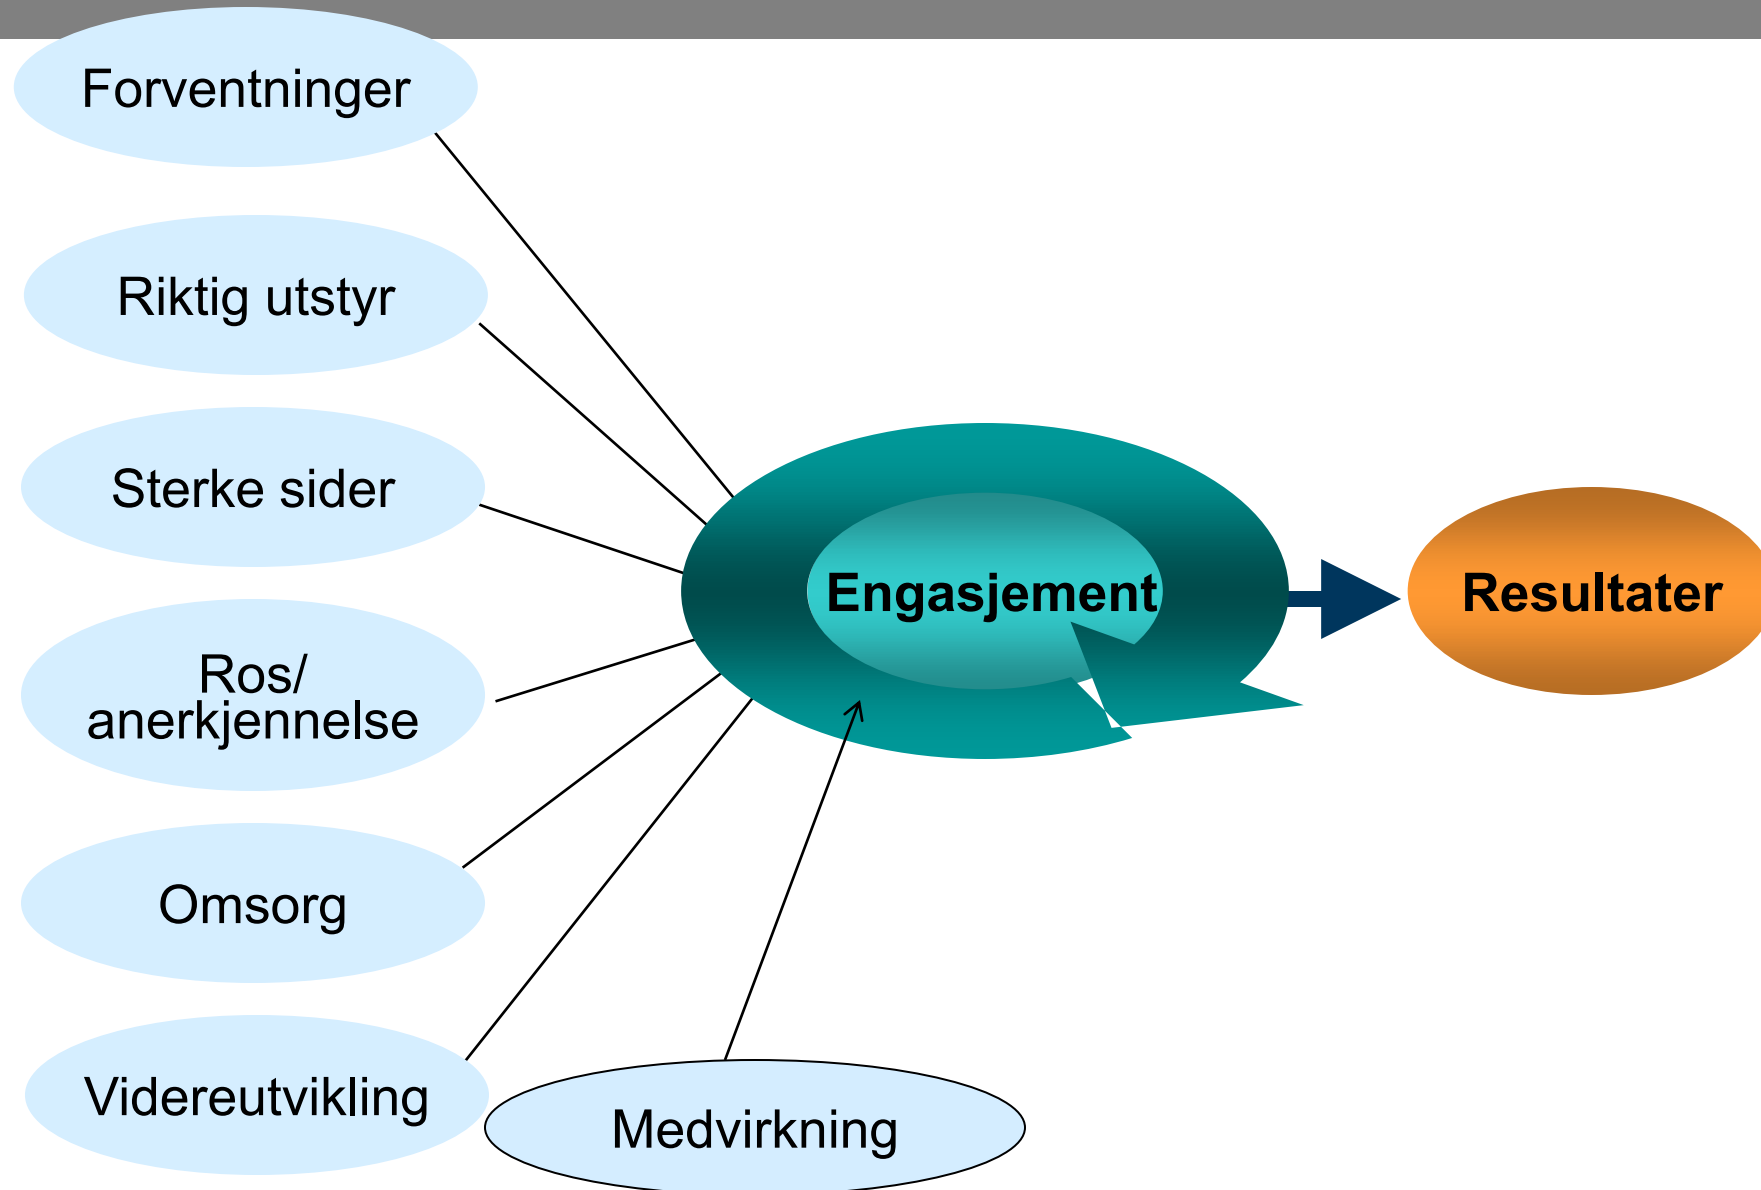 Forventninger
Riktig utstyr
Sterke sider
Ros/
anerkjennelse
Omsorg
Videreutvikling
Medvirkning
Engasjement
Resultater